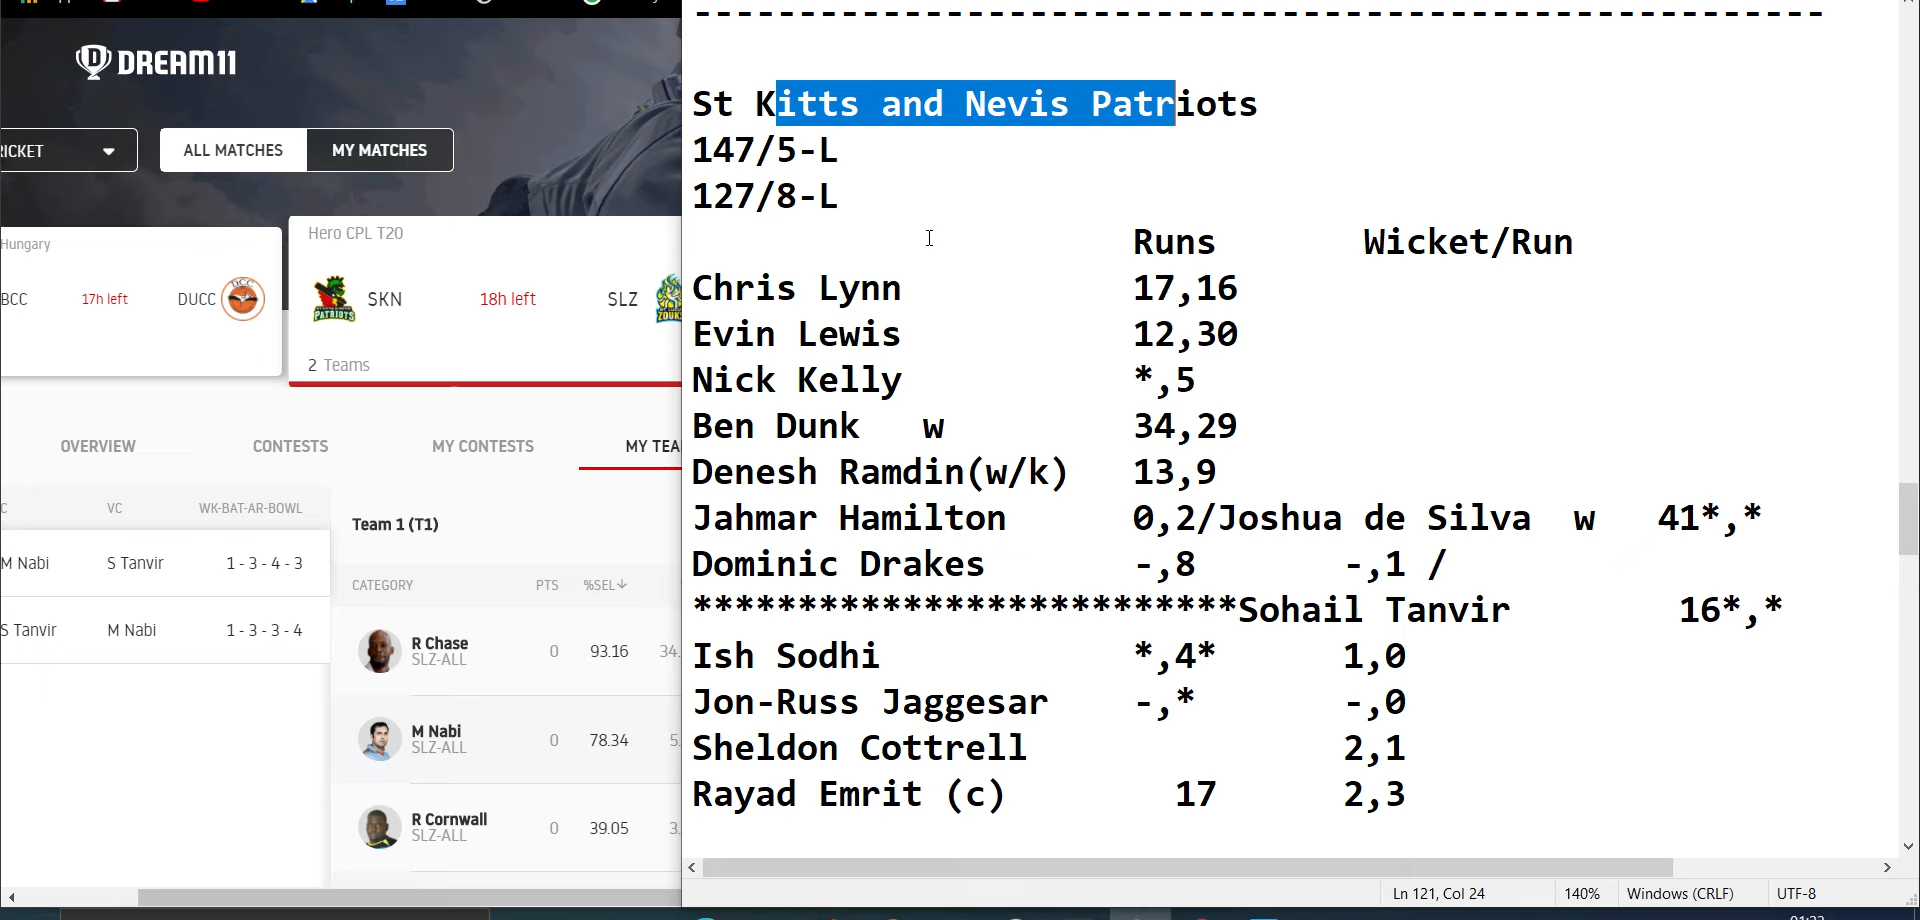 DREAM11
RICKET
ALL MATCHES
MY MATCHES
Hungary
BCC
17h left
DUCC
DCC
Hero CPL T20
PATRIOTS
SKN
18h left
SLZ
ZOUKS
2 Teams
OVERVIEW
CONTESTS
MY CONTESTS
MY TEA
C
VC
WK-BAT-AR-BOWL
M Nabi
S Tanvir
1 - 3 - 4 - 3
S Tanvir
M Nabi
1 - 3 - 3 - 4
Team 1 (T1)
CATEGORY
PTS
%SEL↓
R Chase
SLZ-ALL
0
93.16
34.
M Nabi
SLZ-ALL
0
78.34
5.
R Cornwall
SLZ-ALL
0
39.05
3.
----------------------------------------------------------------
St Kitts and Nevis Patriots
147/5-L
127/8-L
Runs Wicket/Run
Chris Lynn 17,16
Evin Lewis 12,30
Nick Kelly *,5
Ben Dunk w 34,29
Denesh Ramdin(w/k) 13,9
Jahmar Hamilton 0,2/Joshua de Silva w 41*,*
Dominic Drakes -,8 -,1 /
**************************Sohail Tanvir 16*,*
Ish Sodhi *,4* 1,0
Jon-Russ Jaggesar -,* -,0
Sheldon Cottrell 2,1
Rayad Emrit (c) 17 2,3
Ln 121, Col 24
140%
Windows (CRLF)
UTF-8